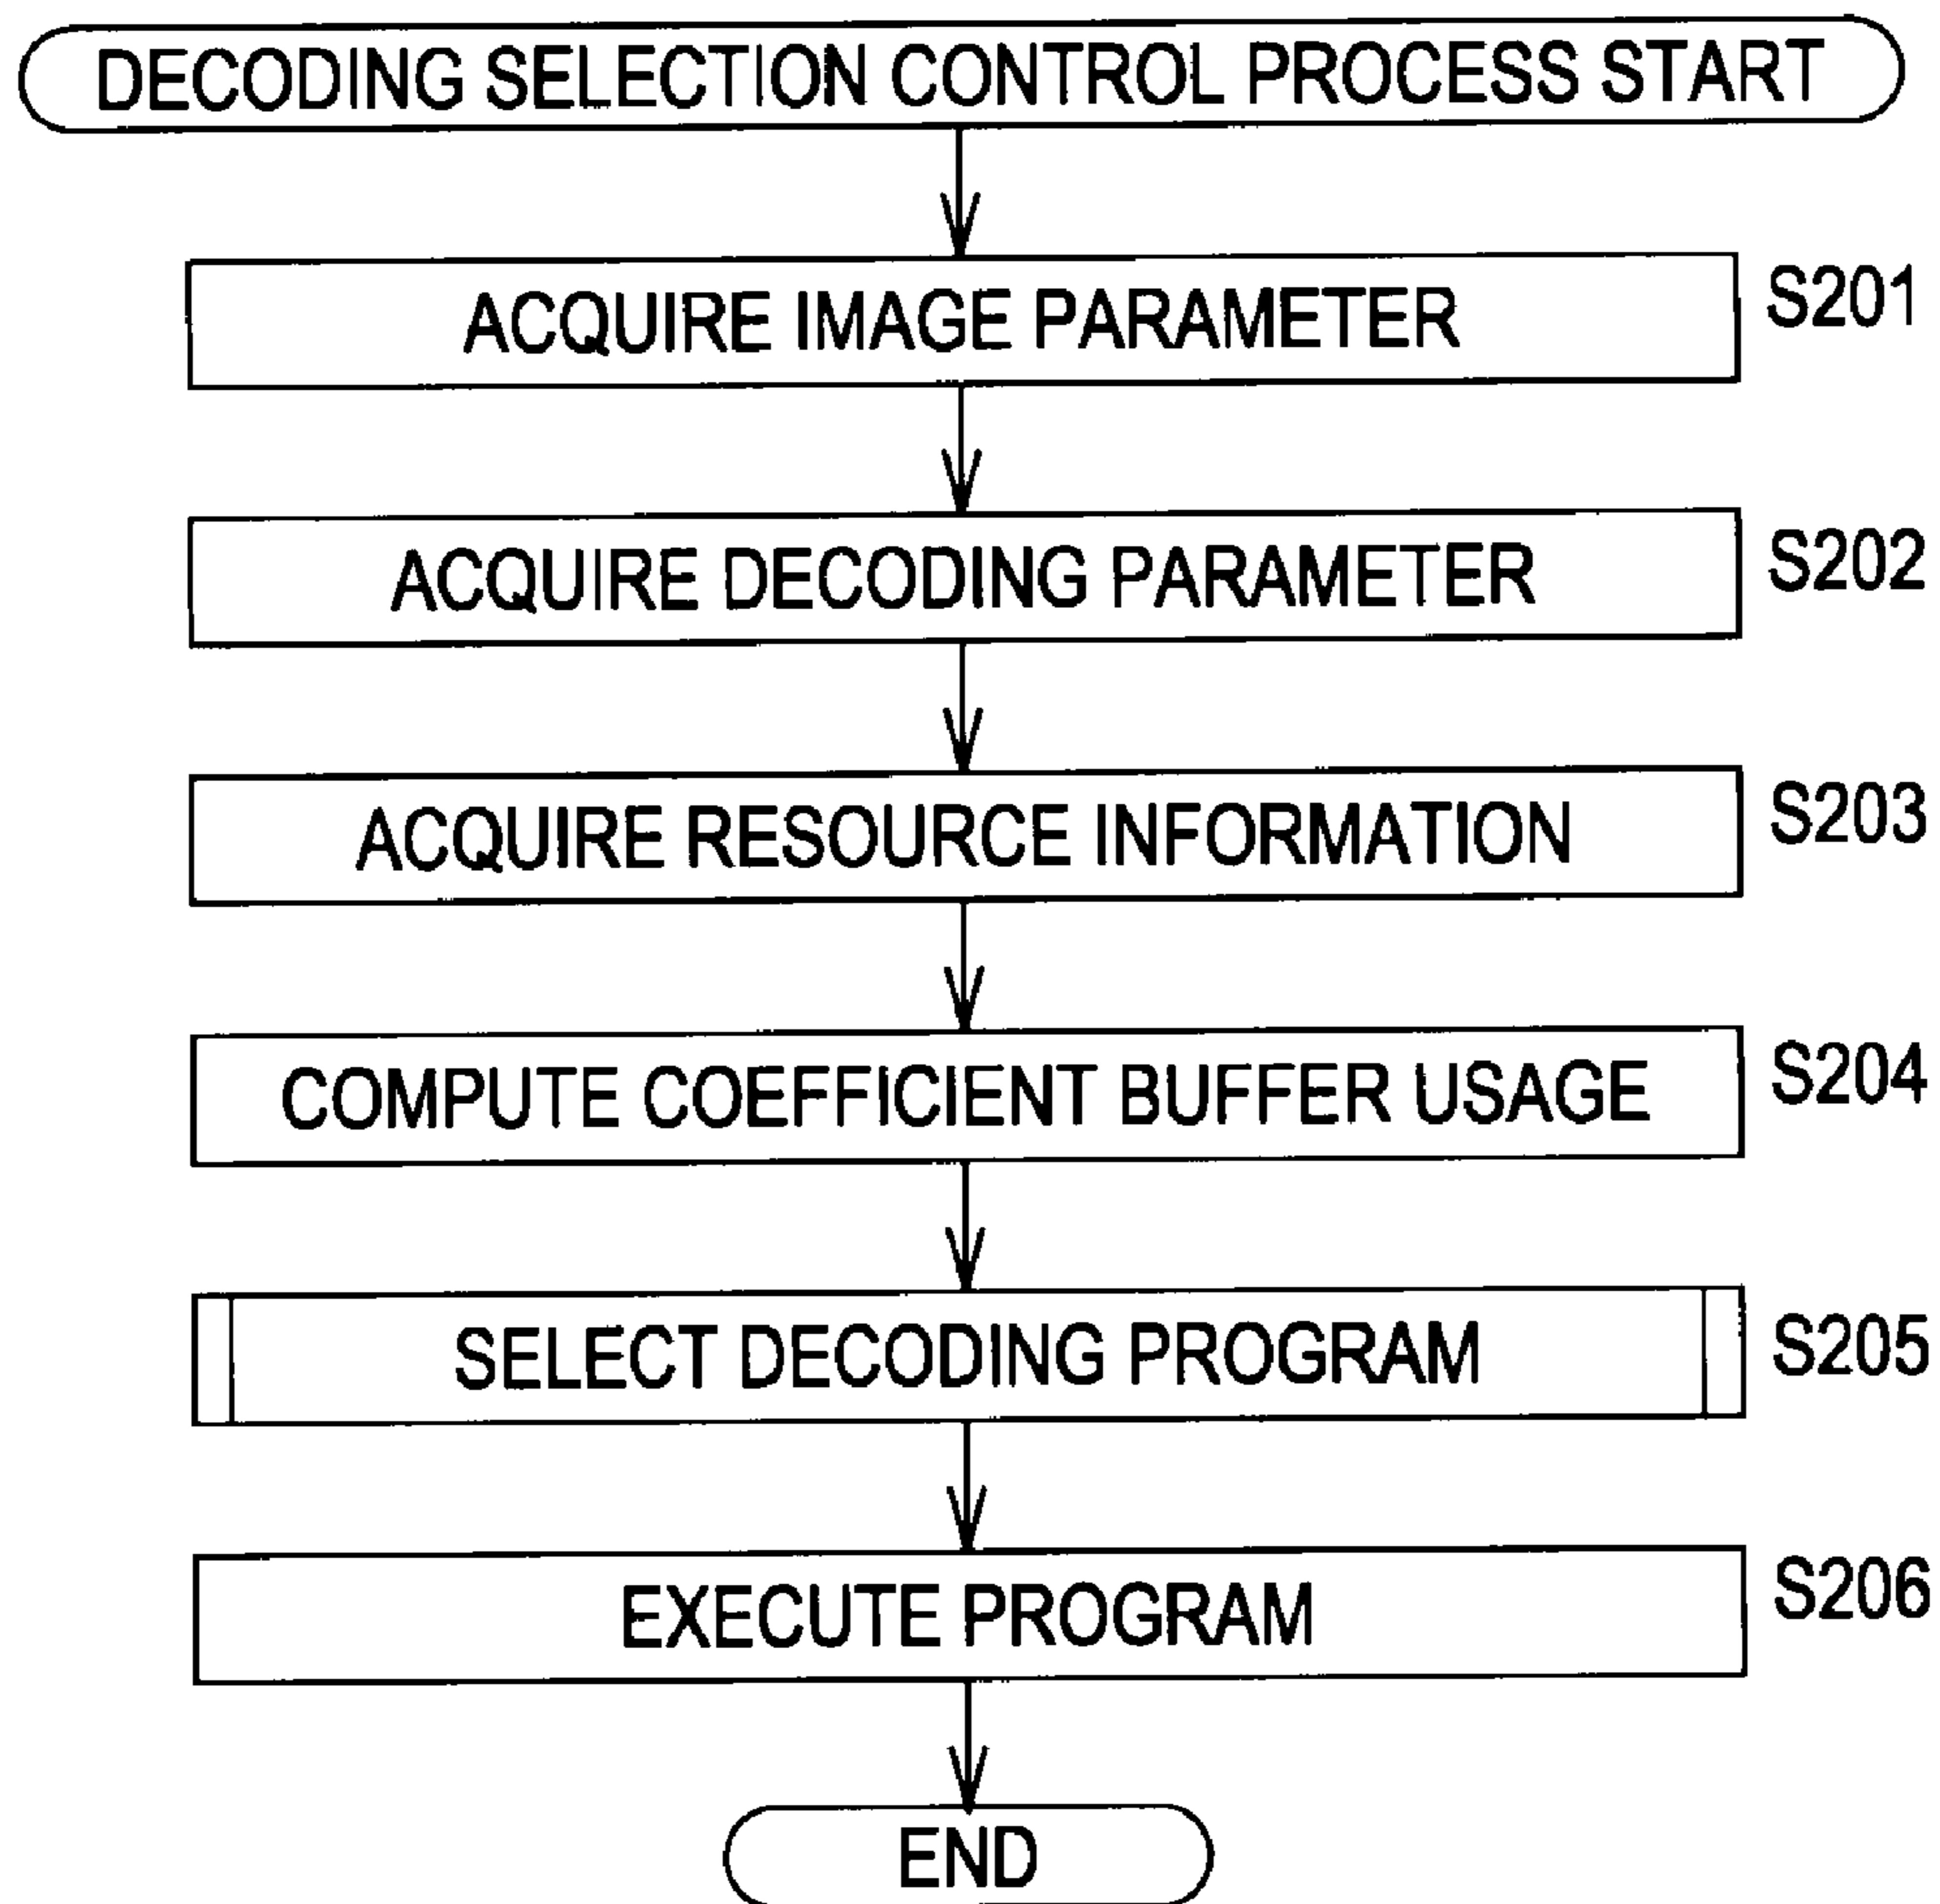 DECODING SELECTION CONTROL PROCESS START
ACQUIRE IMAGE PARAMETER
S201
ACQUIRE DECODING PARAMETER
S202
ACQUIRE RESOURCE INFORMATION
S203
COMPUTE COEFFICIENT BUFFER USAGE
S204
SELECT DECODING PROGRAM
S205
EXECUTE PROGRAM
S206
END